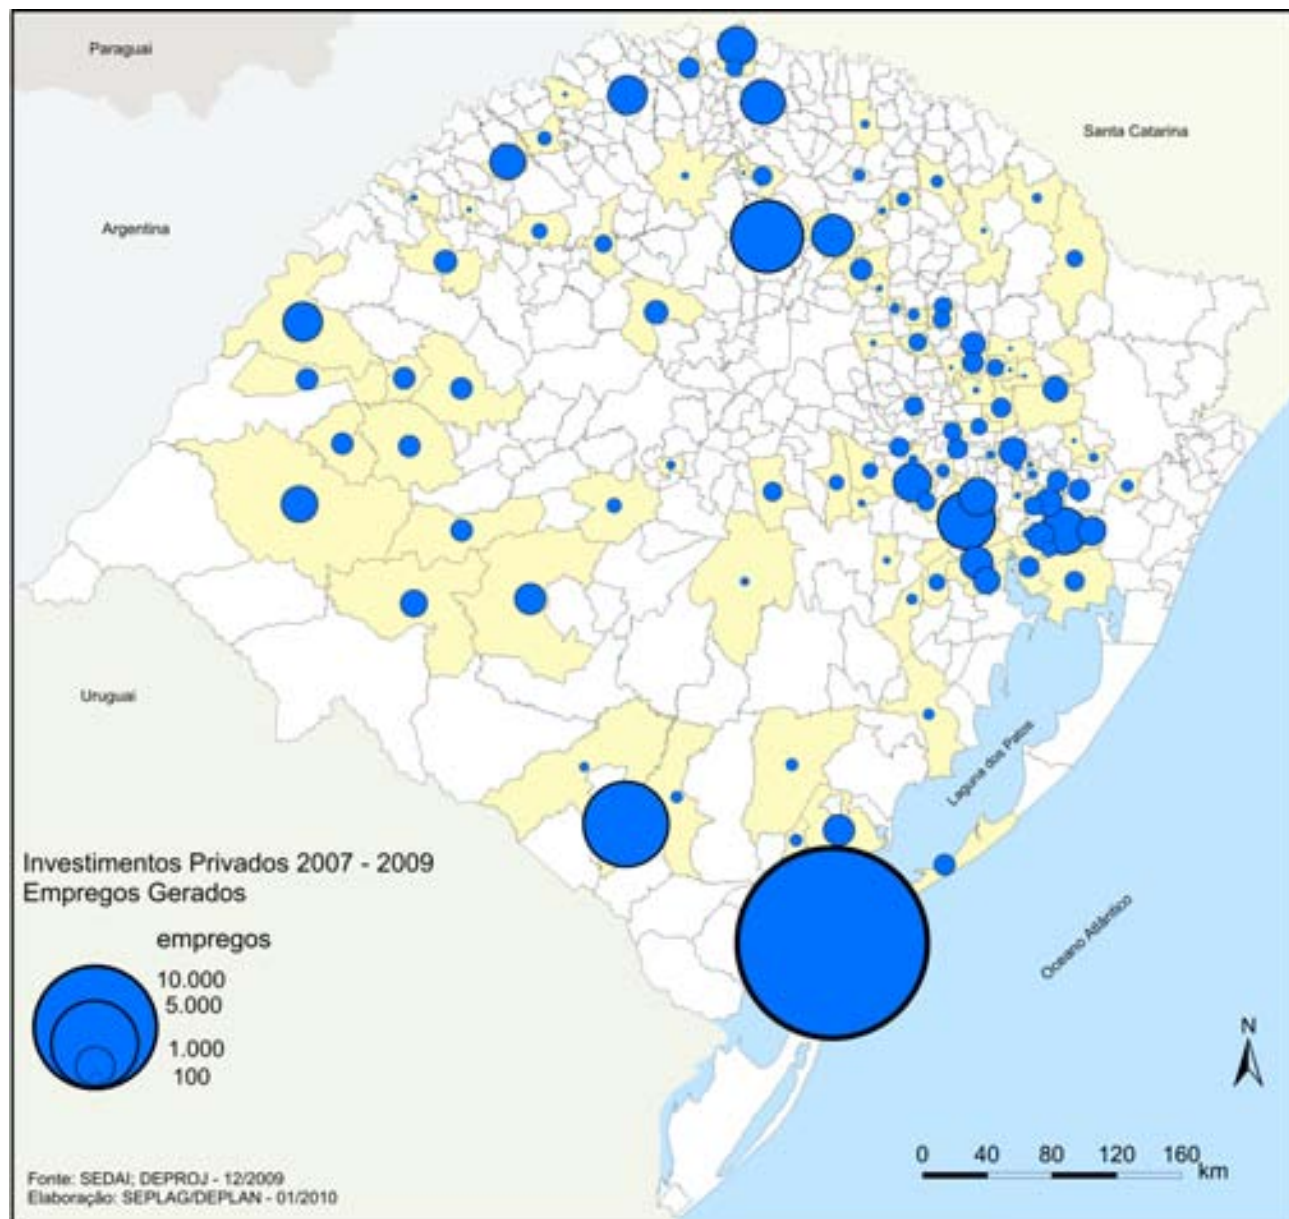 Paraguai
Santa Catarina
Argentina
Uruguai
Laguna dos Patos
Oceano Atlântico
Investimentos Privados 2007 - 2009
Empregos Gerados
empregos
10.000
5.000
1.000
100
N
0 40 80 120 160
km
Fonte: SEDAI; DEPROJ - 12/2009
Elaboração: SEPLAG/DEPLAN - 01/2010